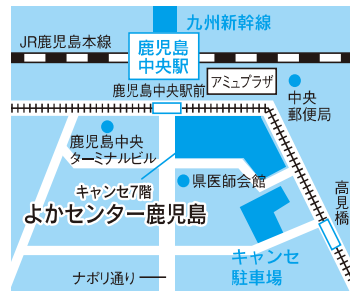 九州新幹線
JR鹿児島本線
鹿児島
中央駅
アミュプラザ
鹿児島中央駅前
中央
郵便局
鹿児島中央
ターミナルビル
キャンセ7階
よかセンター鹿児島
県医師会館
高見橋
キャンセ
駐車場
ナポリ通り